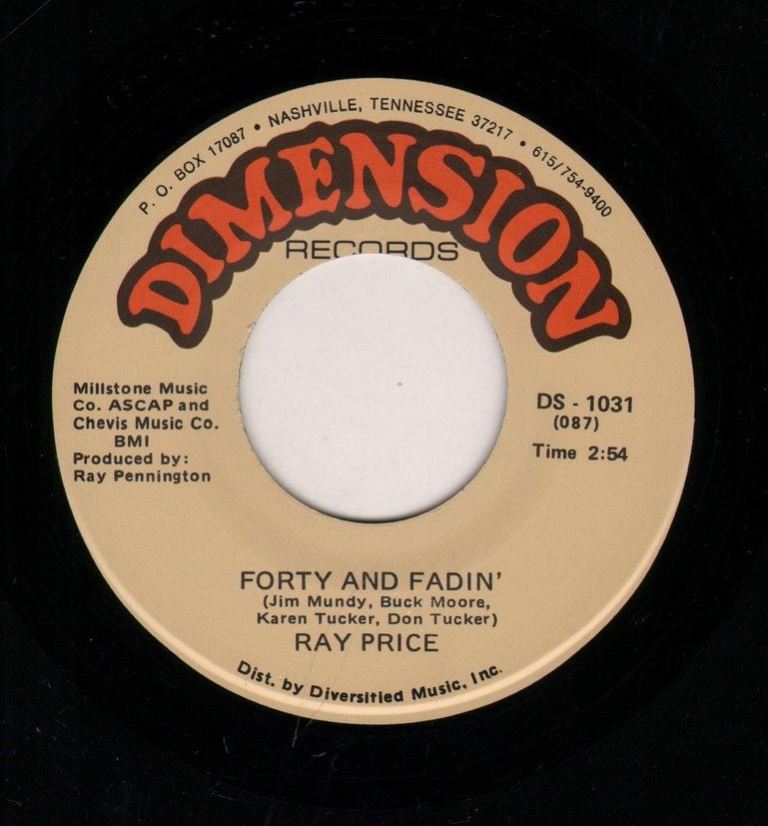 P. O. BOX 17087 • NASHVILLE, TENNESSEE 37217 • 615/754-9400
DIMENSION
RECORDS
Millstone Music
Co. ASCAP and
Chevis Music Co.
BMI
Produced by:
Ray Pennington
DS - 1031
(087)
Time 2:54
FORTY AND FADIN'
(Jim Mundy, Buck Moore,
Karen Tucker, Don Tucker)
RAY PRICE
Dist. by Diversified Music, Inc.